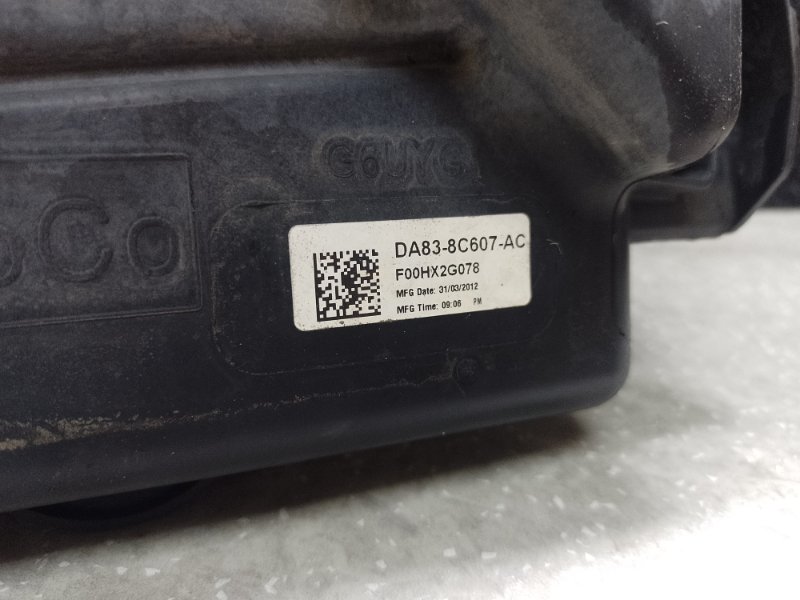 DA83-8C607-AC
F00HX2G078
MFG Date: 31/03/2012
MFG Time: 09:06 PM